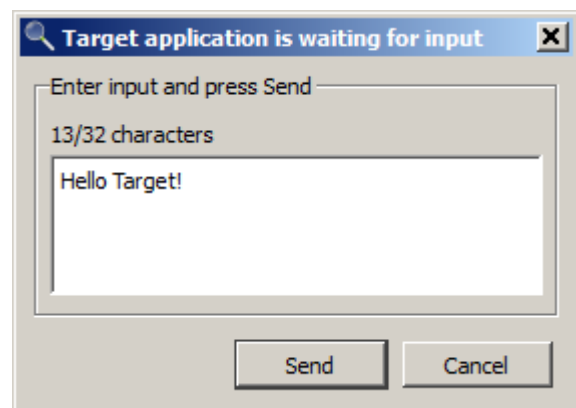 Target application is waiting for input
Enter input and press Send
13/32 characters
Hello Target!
Send
Cancel